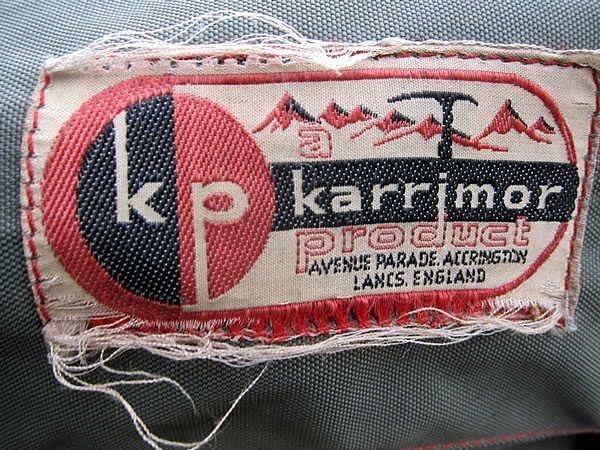 kp
a
karrimor
product
AVENUE PARADE. ACCRINGTON
LANCS. ENGLAND